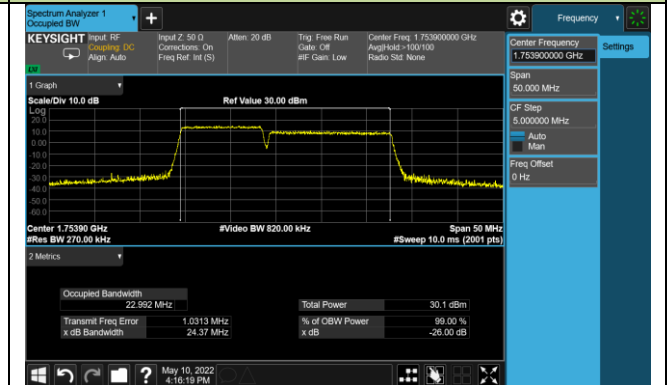 Spectrum Analyzer 1
Occupied BW
+
Frequency
KEYSIGHT
Input: RF
Coupling: DC
Align: Auto
Input Z: 50 Ω
Corrections: On
Freq Ref: Int (S)
Atten: 20 dB
Trig: Free Run
Gate: Off
#IF Gain: Low
Center Freq: 1.753900000 GHz
Avg|Hold:>100/100
Radio Std: None
Center Frequency
1.753900000 GHz
Settings
Span
50.000 MHz
CF Step
5.000000 MHz
Auto
Man
Freq Offset
0 Hz
1 Graph
Scale/Div 10.0 dB
Ref Value 30.00 dBm
Log
20.0
10.0
0.00
-10.0
-20.0
-30.0
-40.0
-50.0
-60.0
Center 1.75390 GHz
#Video BW 820.00 kHz
Span 50 MHz
#Res BW 270.00 kHz
#Sweep 10.0 ms (2001 pts)
2 Metrics
Occupied Bandwidth
22.992 MHz
Total Power
30.1 dBm
Transmit Freq Error
1.0313 MHz
% of OBW Power
99.00 %
x dB Bandwidth
24.37 MHz
x dB
-26.00 dB
?
May 10, 2022
4:16:19 PM